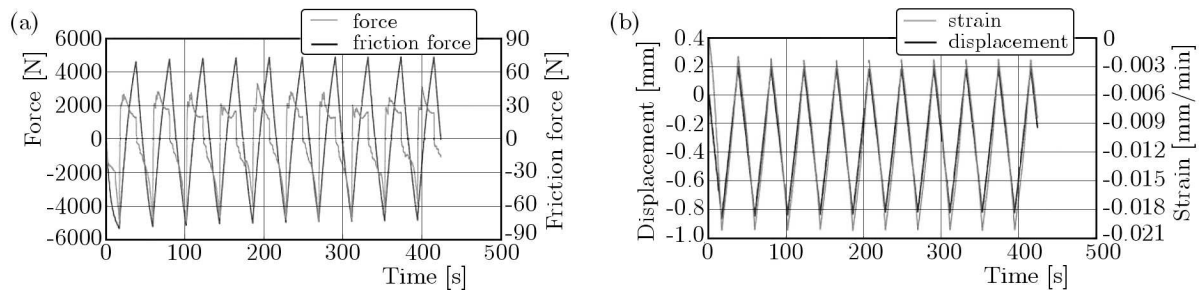 (a)
force
friction force
Force [N]
6000
4000
2000
0
-2000
-4000
-6000
90
60
30
0
-30
-60
-90
Friction force [N]
0 100 200 300 400 500
Time [s]
(b)
strain
displacement
Displacement [mm]
0.4
0.2
0
-0.2
-0.4
-0.6
-0.8
-1.0
0
-0.003
-0.006
-0.009
-0.012
-0.015
-0.018
-0.021
Strain [mm/min]
0 100 200 300 400 500
Time [s]